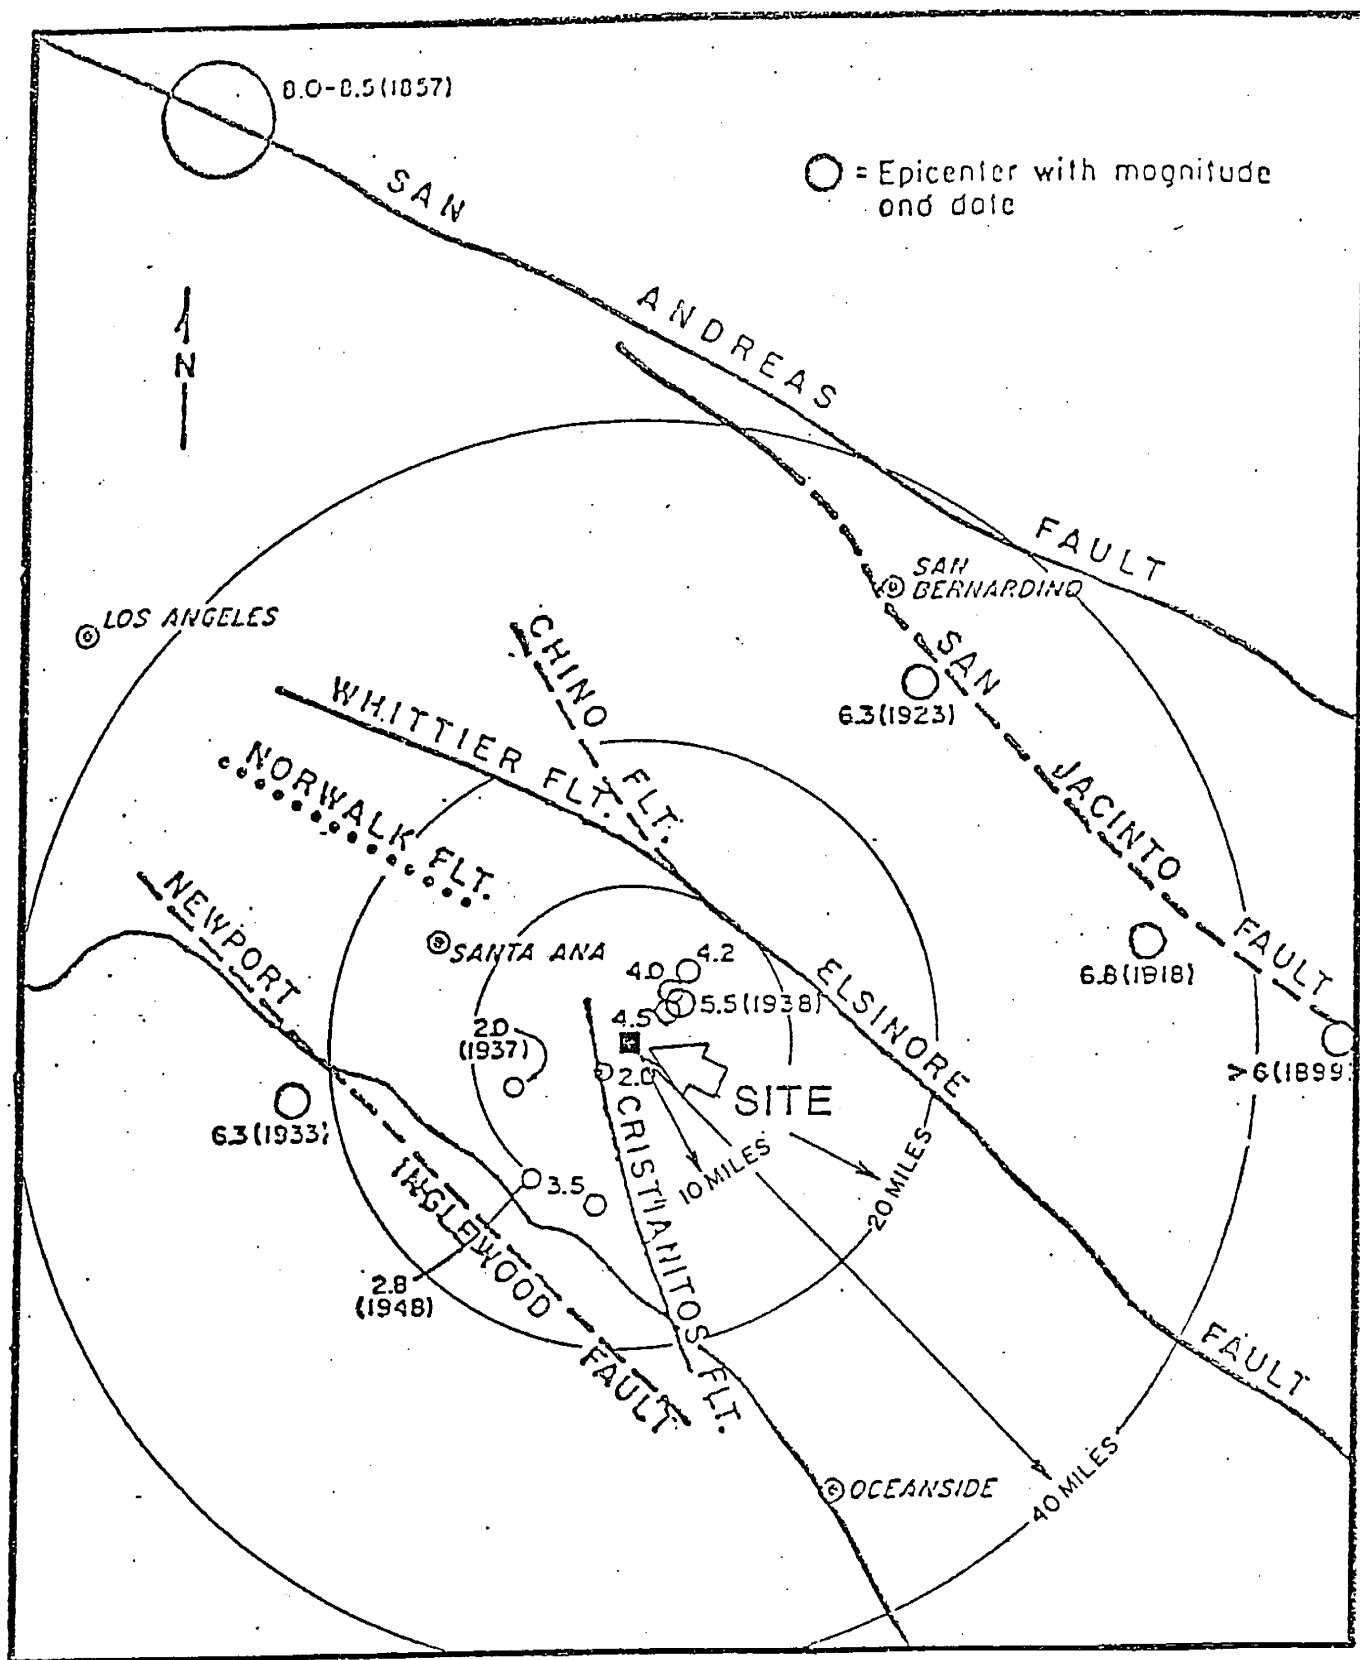 8.0-8.5(1857)
= Epicenter with magnitude
and date
SAN
ANDREAS
FAULT
N
SAN
BERNARDINO
LOS ANGELES
CHINO
FLT.
SAN
JACINTO
FAULT
6.3(1923)
WHITTIER FLT.
NORWALK FLT.
NEWPORT
SANTA ANA
4.2
4.0
5.5(1938)
4.5
ELSINORE
6.8(1918)
>6(1899)
2.0
(1937)
2.0
SITE
6.3(1933)
CRISTIANITOS FLT.
10 MILES
20 MILES
INGLEWOOD
3.5
2.8
(1948)
FAULT
FAULT
40 MILES
OCEANSIDE